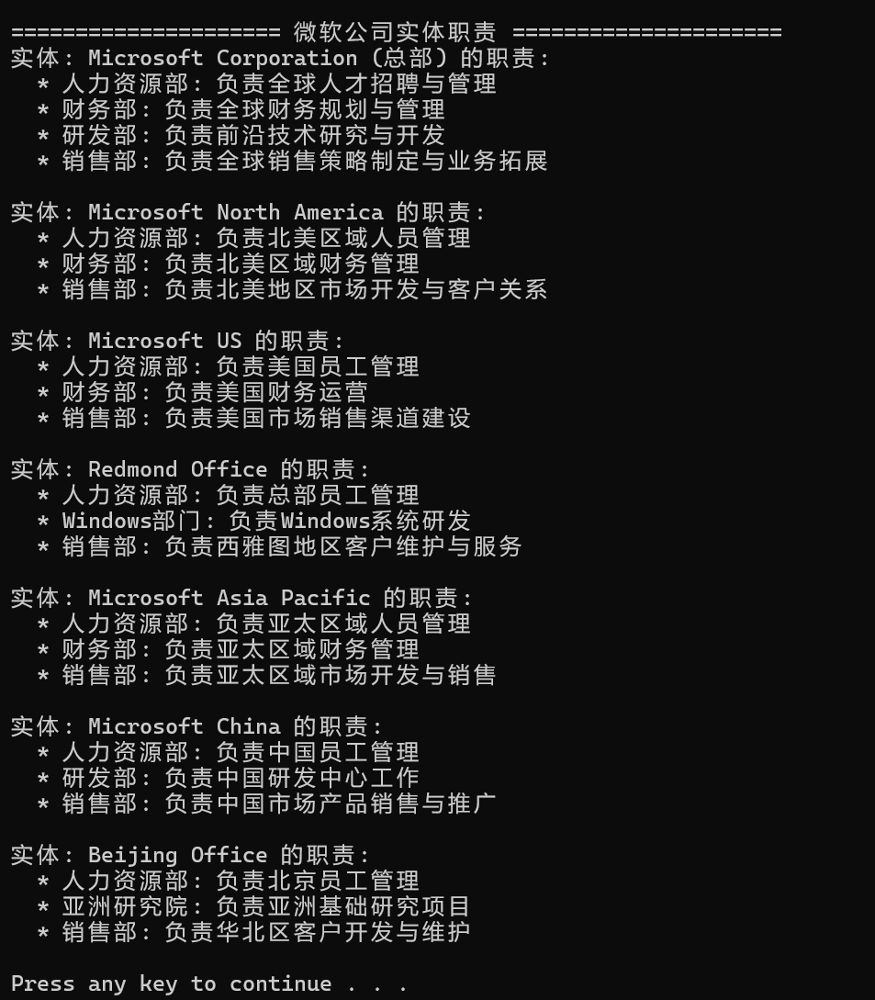 ===================== 微软公司实体职责 =====================
实体: Microsoft Corporation (总部) 的职责:
  * 人力资源部: 负责全球人才招聘与管理
  * 财务部: 负责全球财务规划与管理
  * 研发部: 负责前沿技术研究与开发
  * 销售部: 负责全球销售策略制定与业务拓展

实体: Microsoft North America 的职责:
  * 人力资源部: 负责北美区域人员管理
  * 财务部: 负责北美区域财务管理
  * 销售部: 负责北美地区市场开发与客户关系

实体: Microsoft US 的职责:
  * 人力资源部: 负责美国员工管理
  * 财务部: 负责美国财务运营
  * 销售部: 负责美国市场销售渠道建设

实体: Redmond Office 的职责:
  * 人力资源部: 负责总部员工管理
  * Windows部门: 负责Windows系统研发
  * 销售部: 负责西雅图地区客户维护与服务

实体: Microsoft Asia Pacific 的职责:
  * 人力资源部: 负责亚太区域人员管理
  * 财务部: 负责亚太区域财务管理
  * 销售部: 负责亚太区域市场开发与销售

实体: Microsoft China 的职责:
  * 人力资源部: 负责中国员工管理
  * 研发部: 负责中国研发中心工作
  * 销售部: 负责中国市场产品销售与推广

实体: Beijing Office 的职责:
  * 人力资源部: 负责北京员工管理
  * 亚洲研究院: 负责亚洲基础研究项目
  * 销售部: 负责华北区客户开发与维护

Press any key to continue . . .